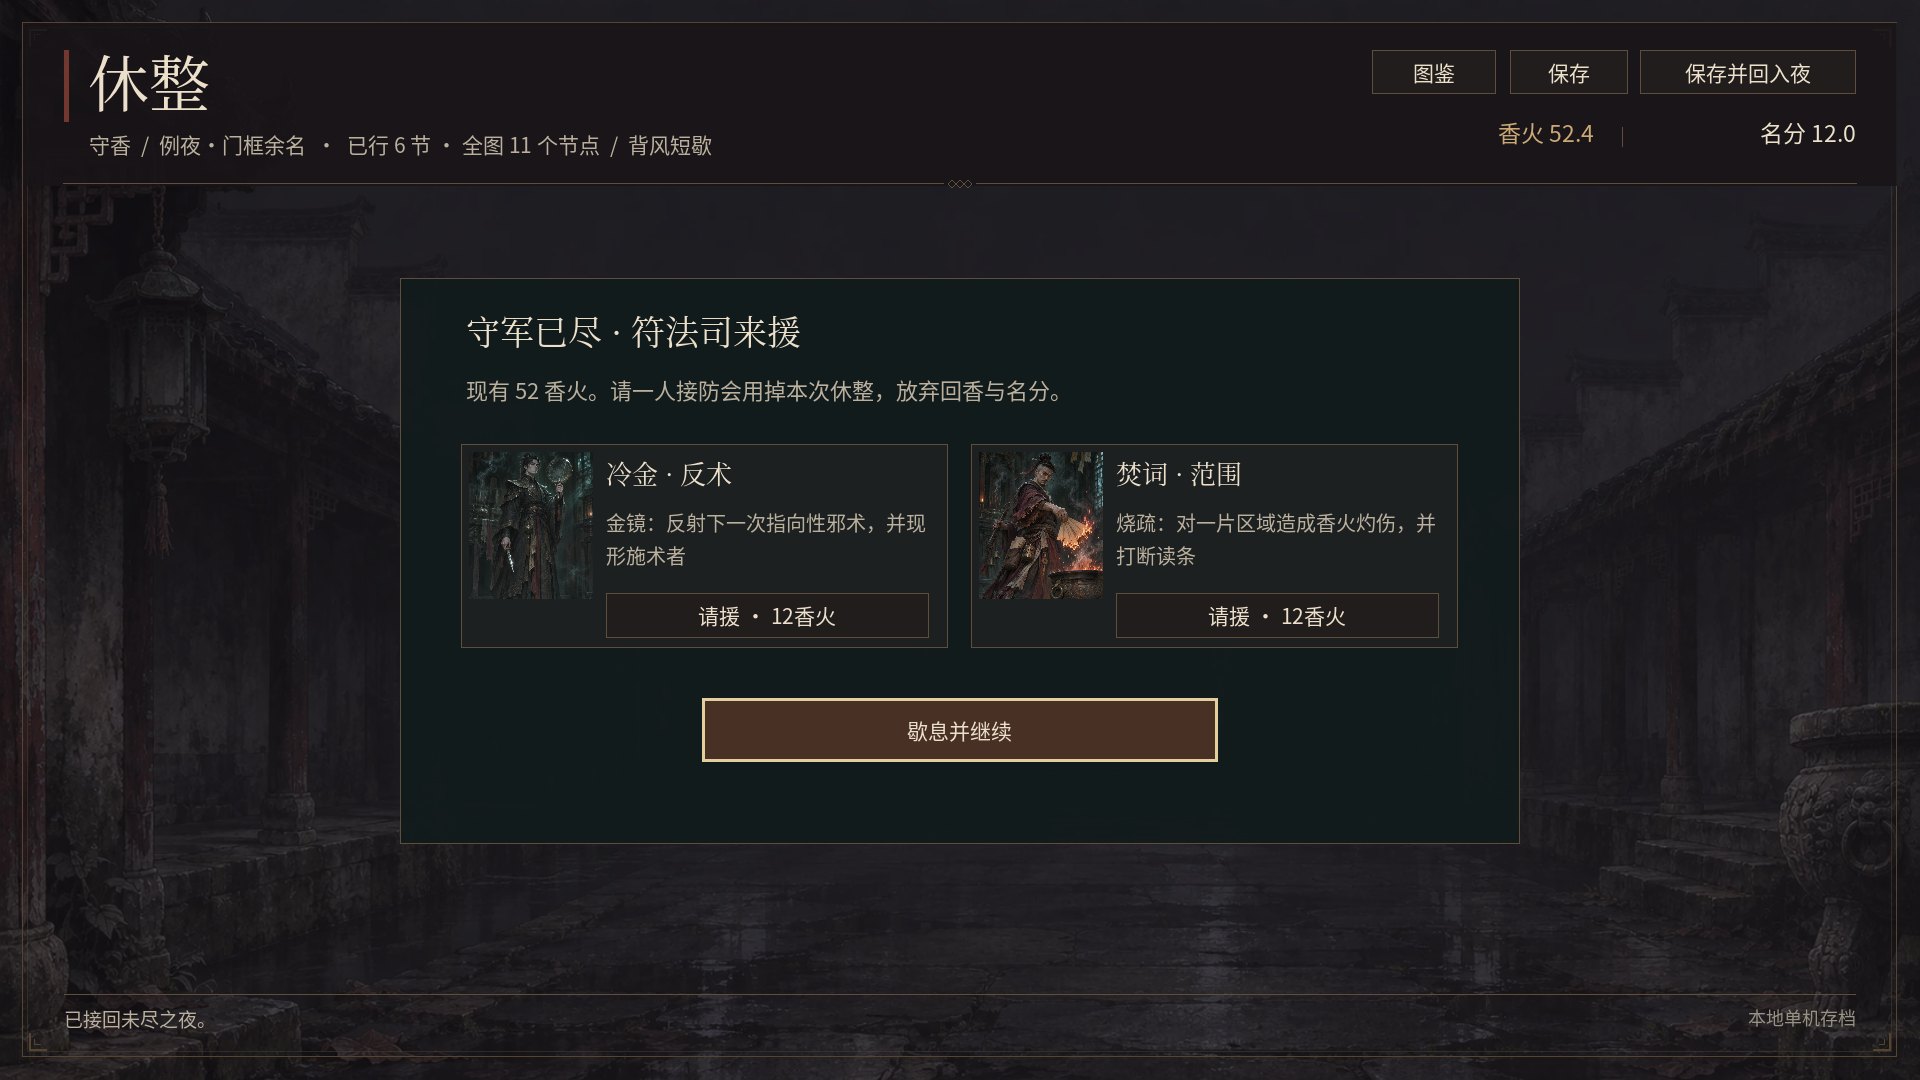 休整
图鉴
保存
保存并回入夜
守香 / 例夜·门框余名 · 已行 6 节 · 全图 11 个节点 / 背风短歇
香火 52.4
名分 12.0
守军已尽 · 符法司来援
现有 52 香火。请一人接防会用掉本次休整，放弃回香与名分。
冷金 · 反术
金镜：反射下一次指向性邪术，并现
形施术者
请援 · 12香火
焚词 · 范围
烧疏：对一片区域造成香火灼伤，并
打断读条
请援 · 12香火
歇息并继续
已接回未尽之夜。
本地单机存档